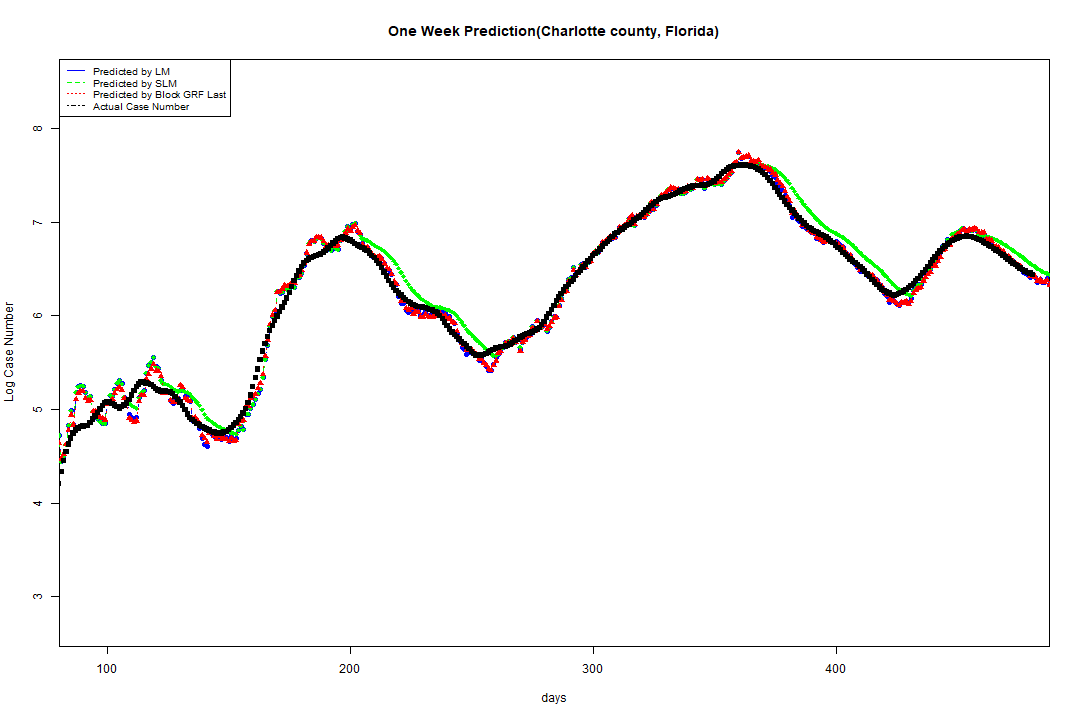 One Week Prediction(Charlotte county, Florida)
Predicted by LM
Predicted by SLM
Predicted by Block GRF Last
Actual Case Number
Log Case Number
8
7
6
5
4
3
100 200 300 400
days